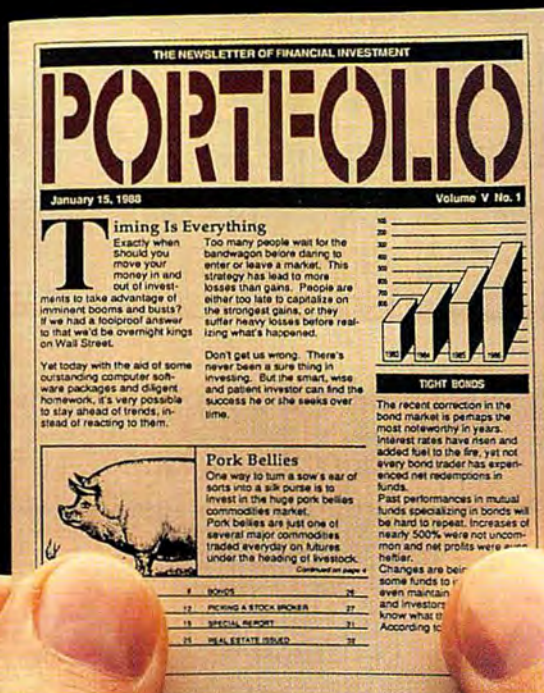 THE NEWSLETTER OF FINANCIAL INVESTMENT
PORTFOLIO
January 15, 1988
Volume V No. 1
Timing Is Everything
Exactly when
should you
move your
money in and
out of invest-
ments to take advantage of
imminent booms and busts?
If we had a foolproof answer
to that we'd be overnight kings
on Wall Street.
Yet today with the aid of some
outstanding computer soft-
ware packages and diligent
homework, it's very possible
to stay ahead of trends, in-
stead of reacting to them.
Too many people wait for the
bandwagon before daring to
enter or leave a market. This
strategy has lead to more
losses than gains. People are
either too late to capitalize on
the strongest gains, or they
suffer heavy losses before real-
izing what's happened.
Don't get us wrong. There's
never been a sure thing in
investing. But the smart, wise
and patient investor can find the
success he or she seeks over
time.
1983
1984
1985
1986
TIGHT BONDS
The recent correction in the
bond market is perhaps the
most noteworthy in years.
Interest rates have risen and
added fuel to the fire, yet not
every bond trader has experi-
enced net redemptions in
funds.
Past performances in mutual
funds specializing in bonds will
be hard to repeat. Increases of
nearly 500% were not uncom-
mon and net profits were even
heftier.
Changes are
some funds to
even maintain
and investors
know what
According to
Pork Bellies
One way to turn a sow's ear of
sorts into a silk purse is to
invest in the huge pork bellies
commodities market.
Pork bellies are just one of
several major commodities
traded everyday on futures
under the heading of livestock.
Continued on page 4
8 BONDS 26
12 PICKING A STOCK BROKER 27
15 SPECIAL REPORT 31
25 REAL ESTATE ISSUED 32